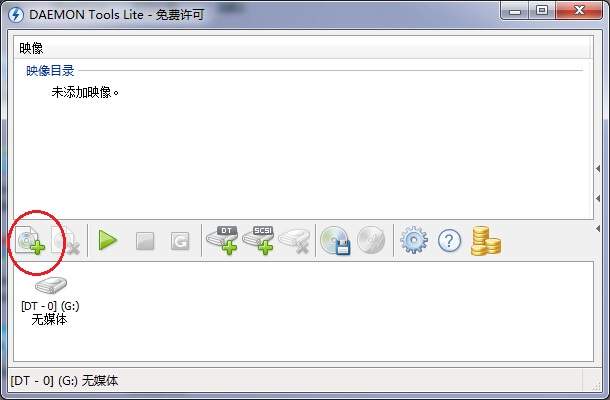 DAEMON Tools Lite - 免费许可
映像
映像目录
未添加映像。
DT
SCSI
G
[DT - 0] (G:)
无媒体
[DT - 0] (G:) 无媒体